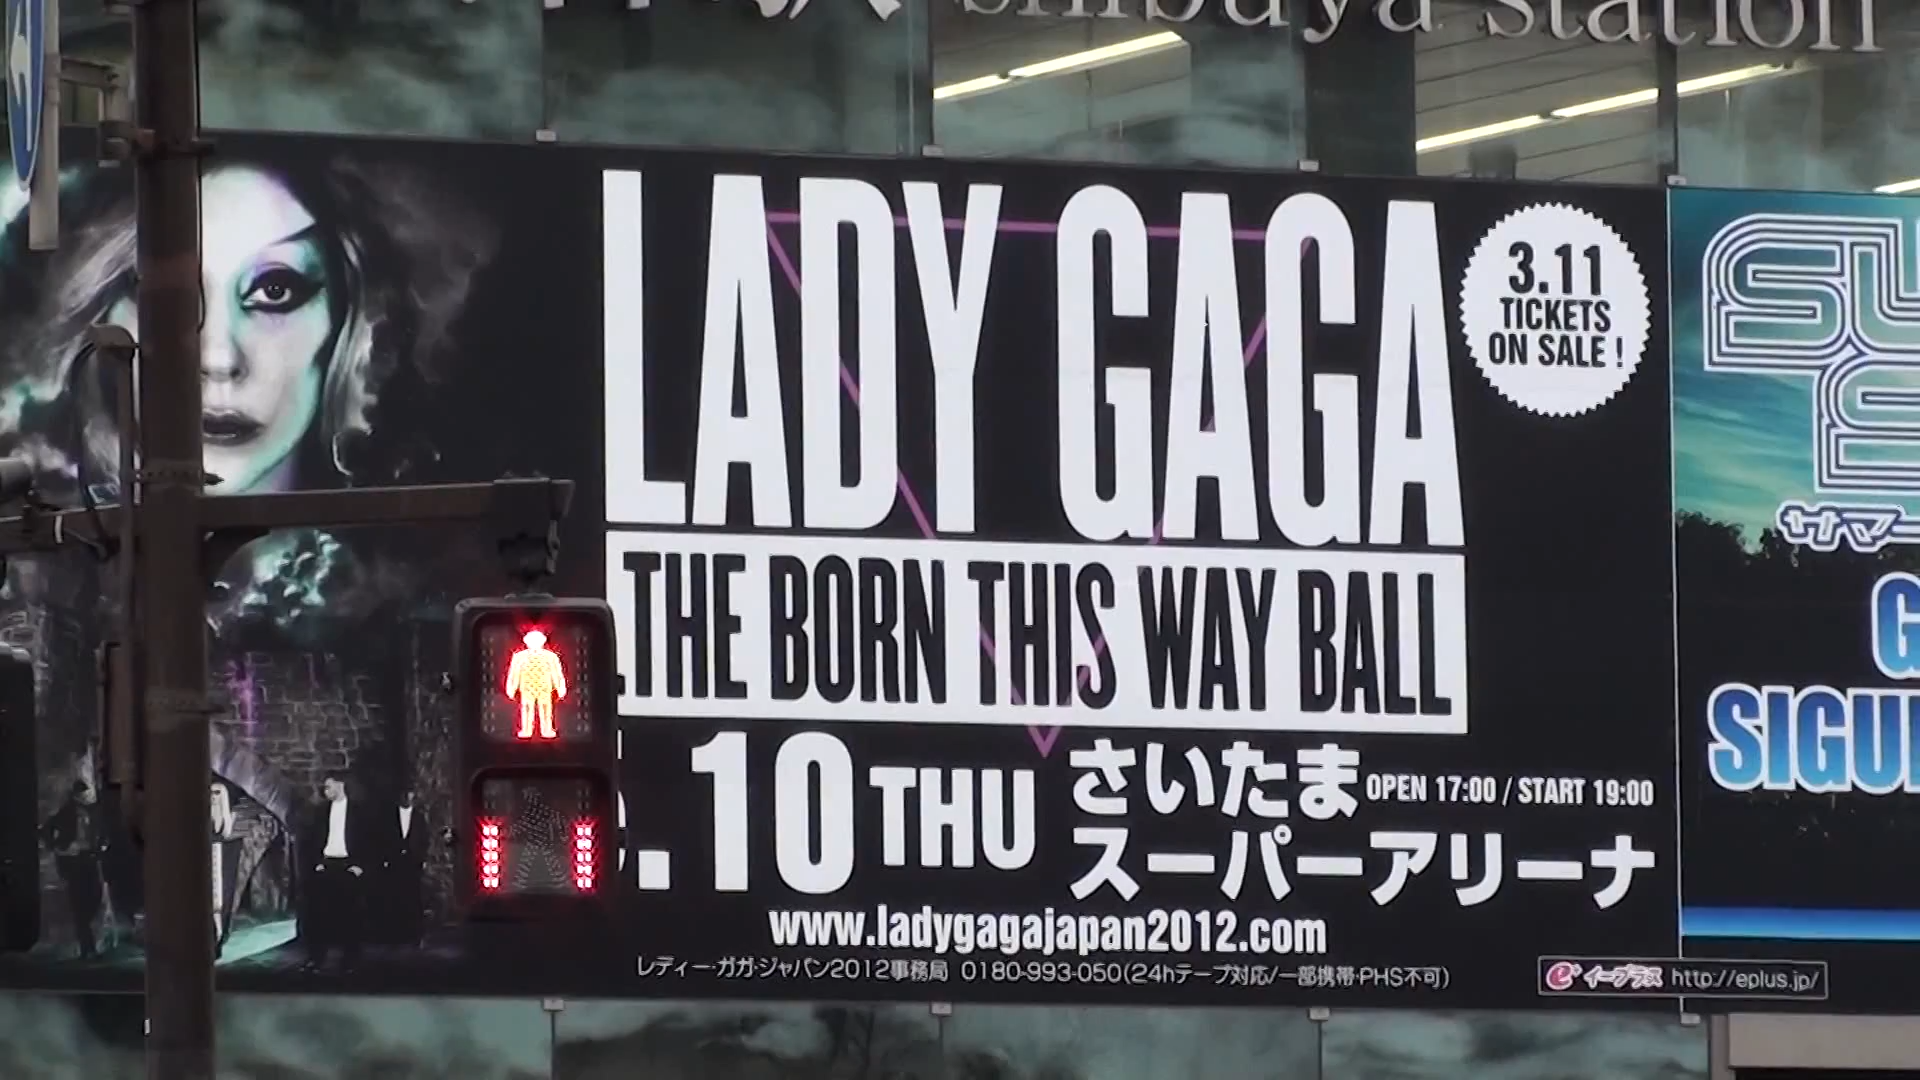 shibuya station
LADY GAGA
3.11
TICKETS
ON SALE!
THE BORN THIS WAY BALL
.10 THU
さいたま
スーパーアリーナ
OPEN 17:00 / START 19:00
www.ladygagajapan2012.com
レディー・ガガ・ジャパン2012事務局 0180-993-050(24hテープ対応/一部携帯・PHS不可)
e+ イープラス http://eplus.jp/
SU
S
サマー
G
SIGU